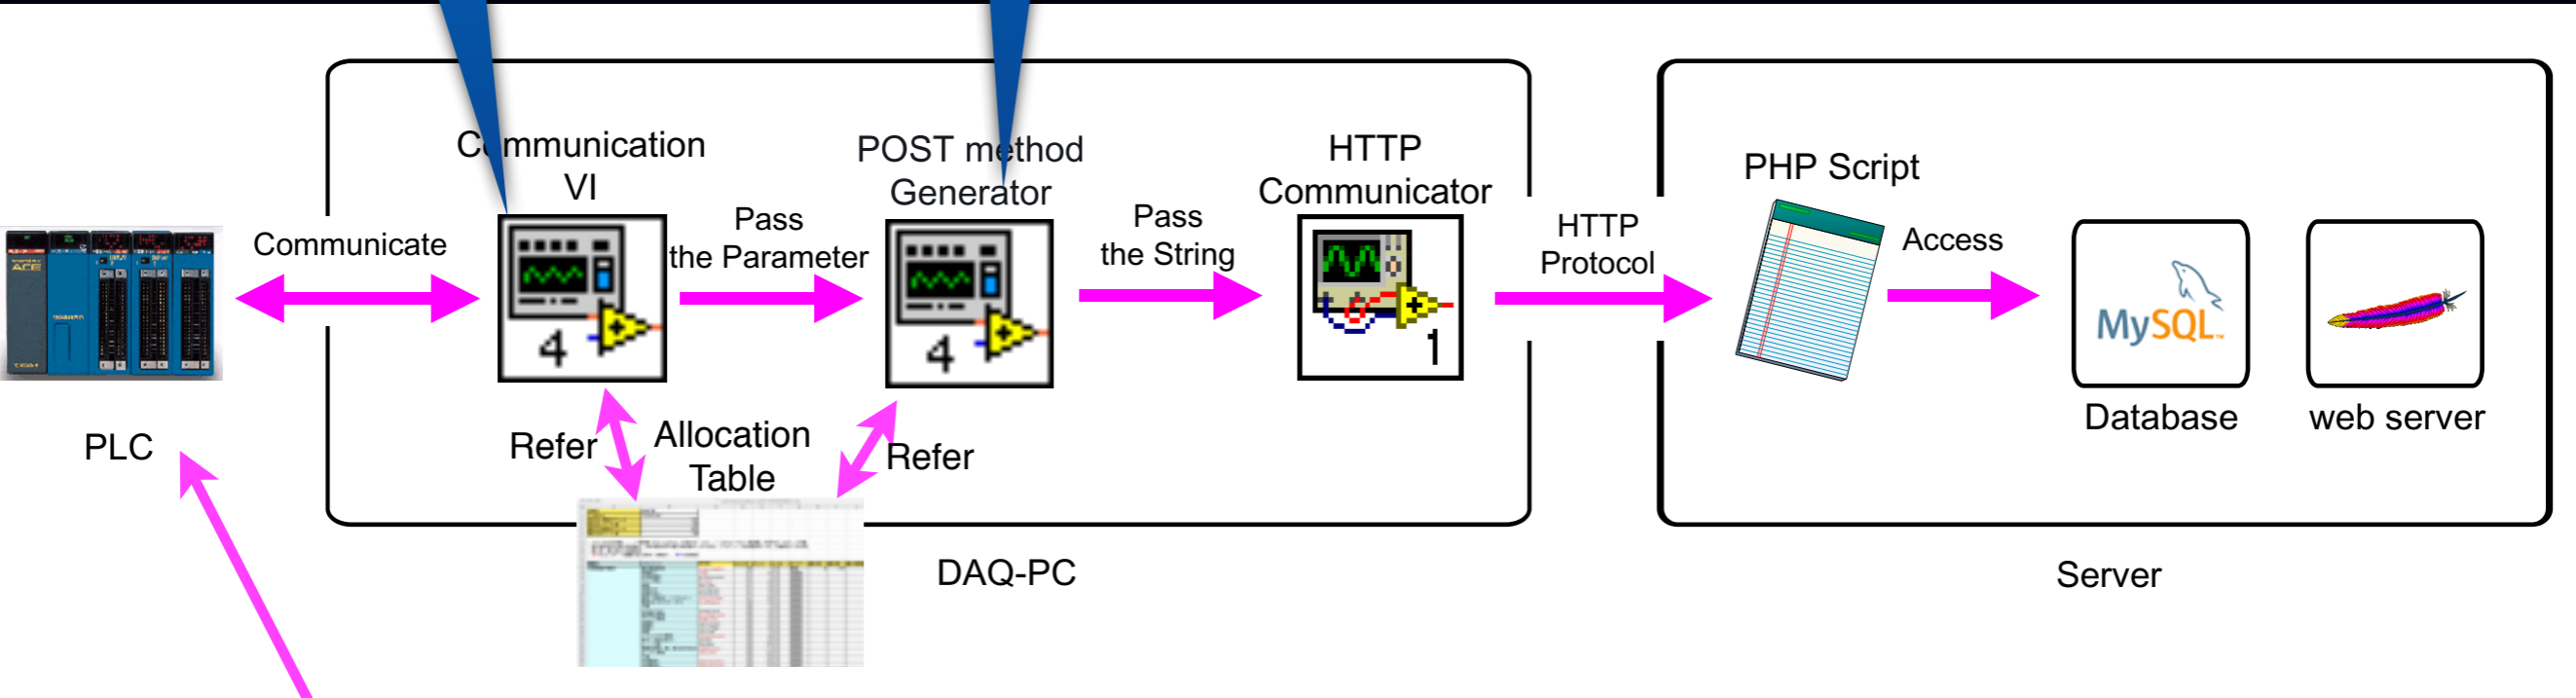 Communication
VI
POST method
Generator
HTTP
Communicator
PHP Script
Communicate
Pass
the Parameter
Pass
the String
HTTP
Protocol
Access
ACE
4
4
1
MySQL
PLC
Refer
Allocation
Table
Refer
Database
web server
DAQ-PC
Server